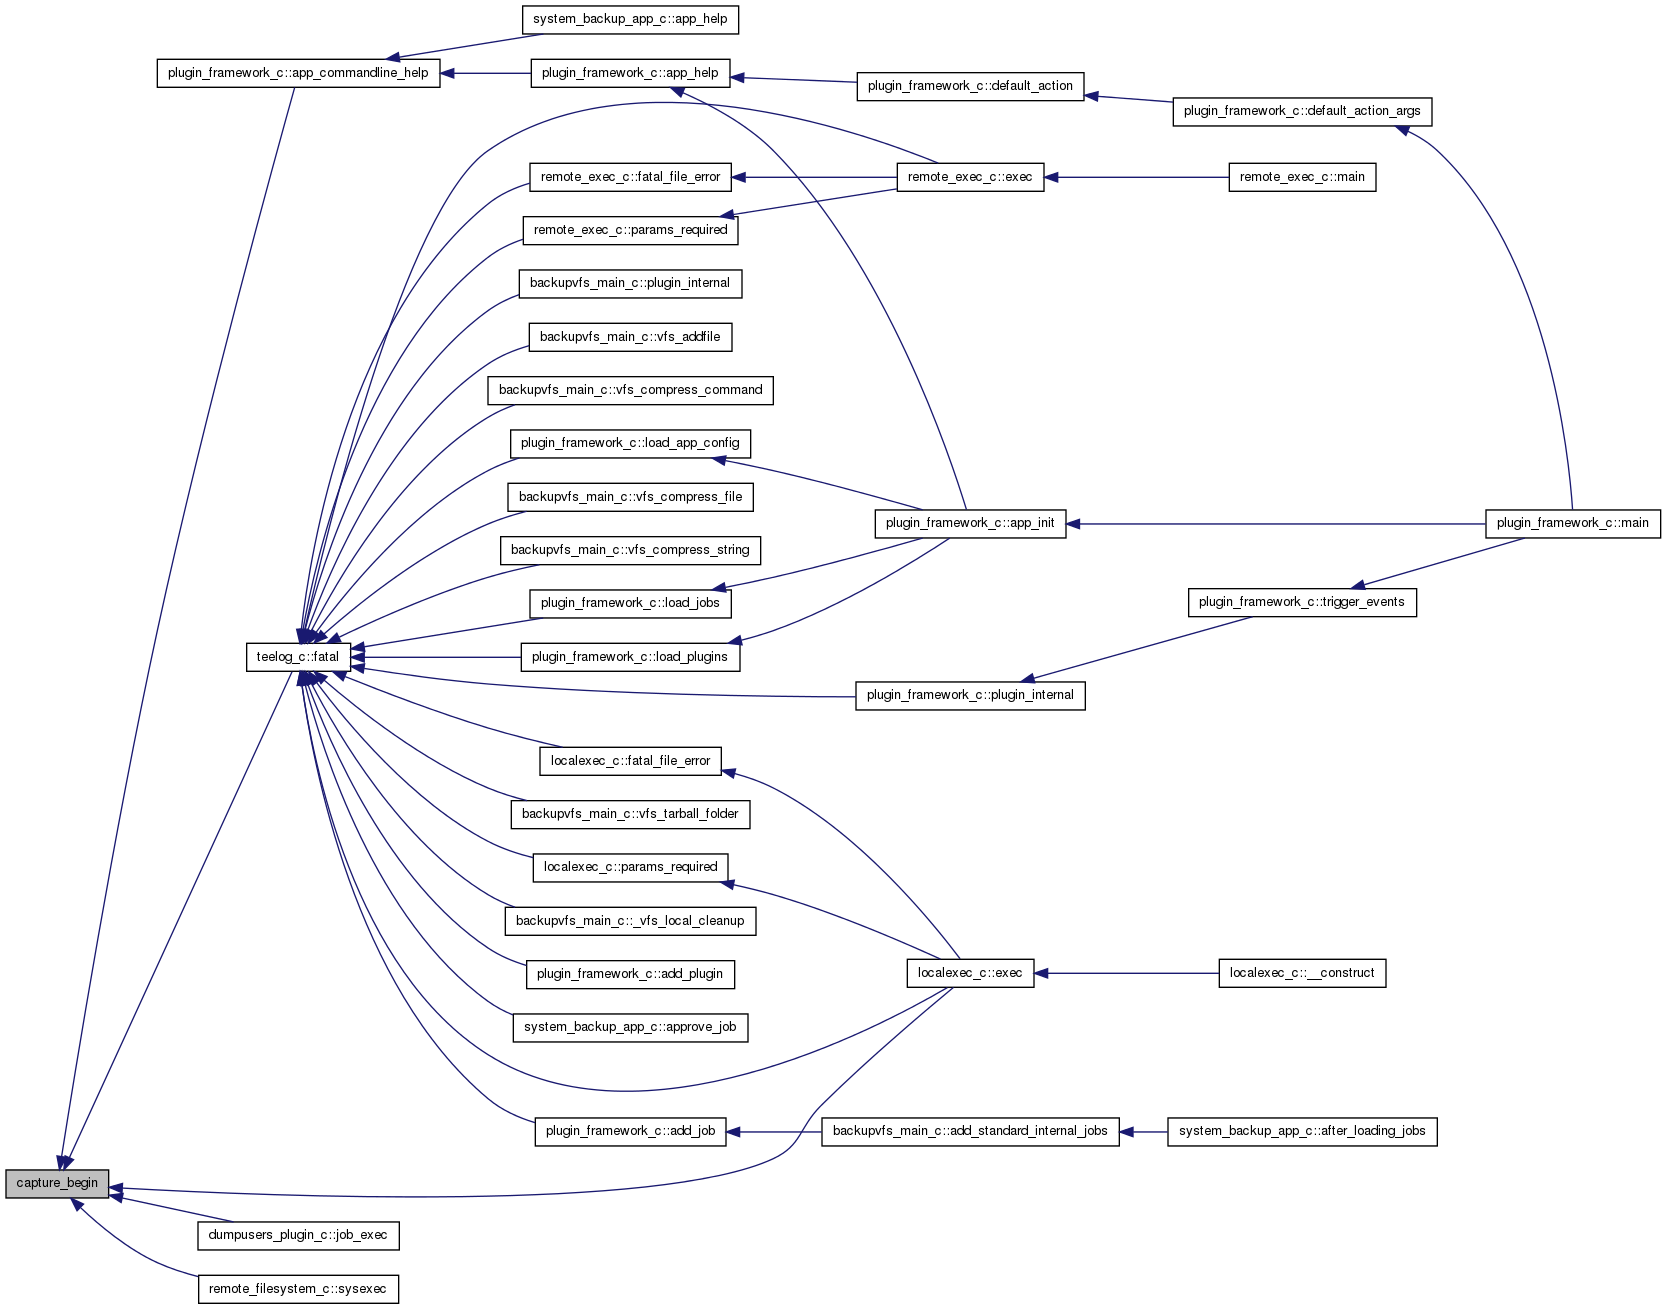 system_backup_app_c::app_help
plugin_framework_c::app_commandline_help
plugin_framework_c::app_help
plugin_framework_c::default_action
plugin_framework_c::default_action_args
remote_exec_c::fatal_file_error
remote_exec_c::exec
remote_exec_c::main
remote_exec_c::params_required
backupvfs_main_c::plugin_internal
backupvfs_main_c::vfs_addfile
backupvfs_main_c::vfs_compress_command
plugin_framework_c::load_app_config
backupvfs_main_c::vfs_compress_file
plugin_framework_c::app_init
plugin_framework_c::main
backupvfs_main_c::vfs_compress_string
plugin_framework_c::load_jobs
plugin_framework_c::trigger_events
teelog_c::fatal
plugin_framework_c::load_plugins
plugin_framework_c::plugin_internal
localexec_c::fatal_file_error
backupvfs_main_c::vfs_tarball_folder
localexec_c::params_required
backupvfs_main_c::_vfs_local_cleanup
plugin_framework_c::add_plugin
localexec_c::exec
localexec_c::__construct
system_backup_app_c::approve_job
plugin_framework_c::add_job
backupvfs_main_c::add_standard_internal_jobs
system_backup_app_c::after_loading_jobs
capture_begin
dumpusers_plugin_c::job_exec
remote_filesystem_c::sysexec